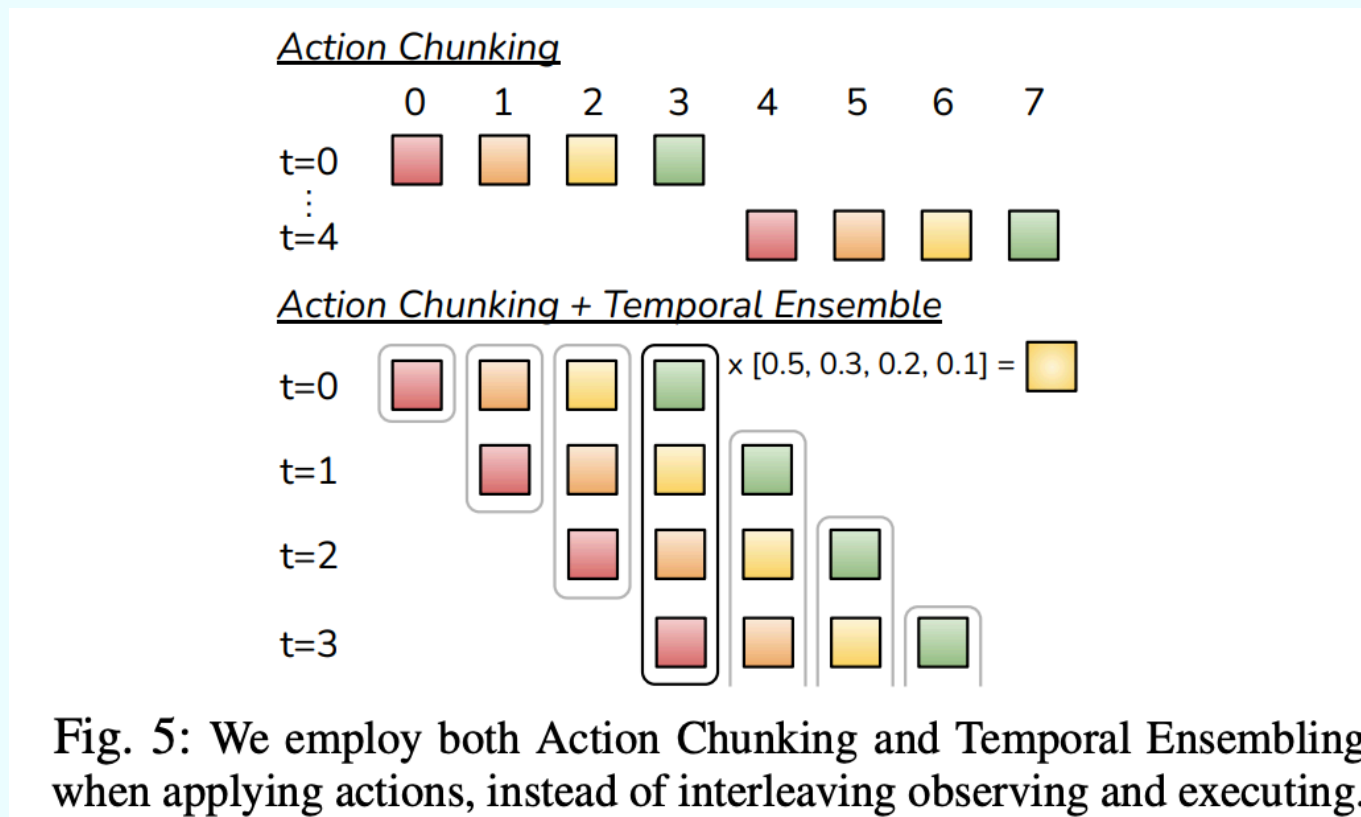 Action Chunking
0 1 2 3 4 5 6 7
t=0
⋮
t=4
Action Chunking + Temporal Ensemble
t=0 x [0.5, 0.3, 0.2, 0.1] =
t=1
t=2
t=3
Fig. 5: We employ both Action Chunking and Temporal Ensembling
when applying actions, instead of interleaving observing and executing.